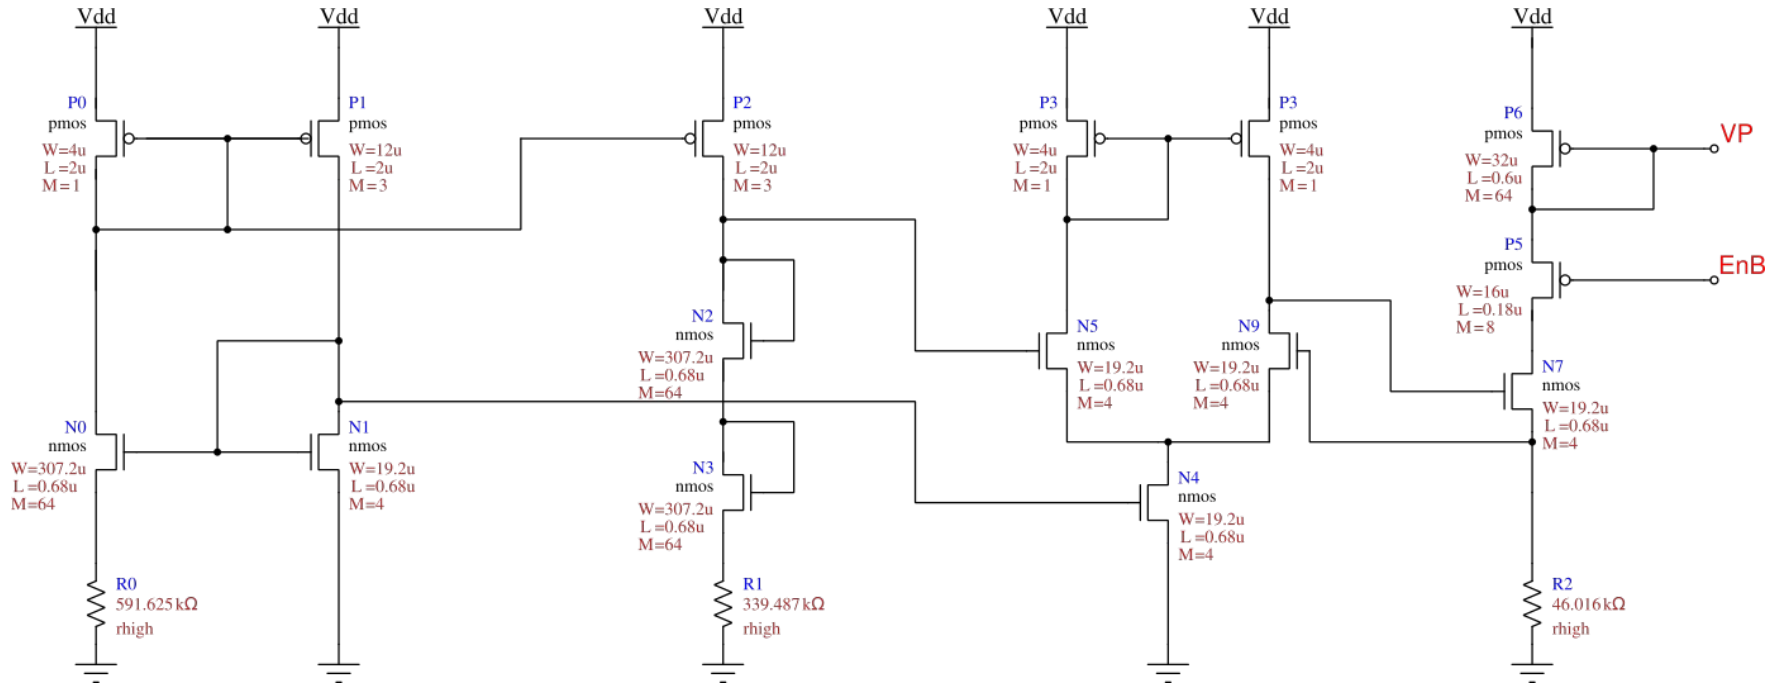 Vdd
Vdd
Vdd
Vdd
Vdd
Vdd
P0
pmos
W=4u
L=2u
M=1
P1
pmos
W=12u
L=2u
M=3
P2
pmos
W=12u
L=2u
M=3
P3
pmos
W=4u
L=2u
M=1
P3
pmos
W=4u
L=2u
M=1
P6
pmos
W=32u
L=0.6u
M=64
VP
P5
pmos
W=16u
L=0.18u
M=8
EnB
N2
nmos
W=307.2u
L=0.68u
M=64
N5
nmos
W=19.2u
L=0.68u
M=4
N9
nmos
W=19.2u
L=0.68u
M=4
N7
nmos
W=19.2u
L=0.68u
M=4
N0
nmos
W=307.2u
L=0.68u
M=64
N1
nmos
W=19.2u
L=0.68u
M=4
N3
nmos
W=307.2u
L=0.68u
M=64
N4
nmos
W=19.2u
L=0.68u
M=4
R0
591.625kΩ
rhigh
R1
339.487kΩ
rhigh
R2
46.016kΩ
rhigh